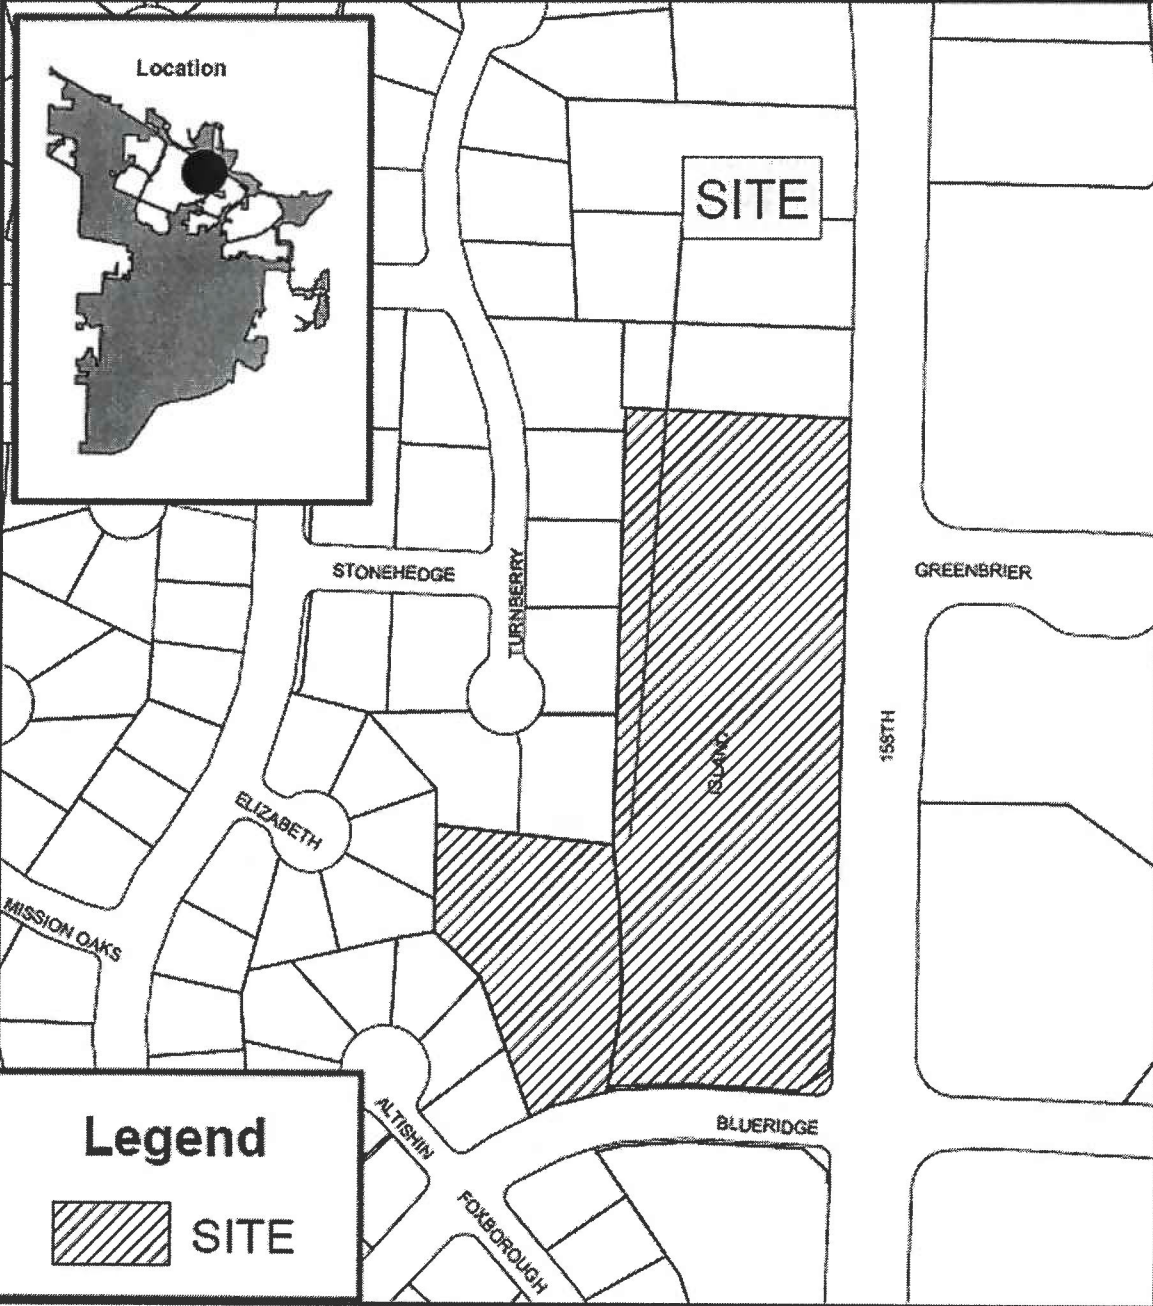 Location
SITE
STONEHEDGE
TURNBERRY
GREENBRIER
ISLAND
158TH
ELIZABETH
MISSION OAKS
BLUERIDGE
ALTISHIN
FOXBOROUGH
Legend
SITE